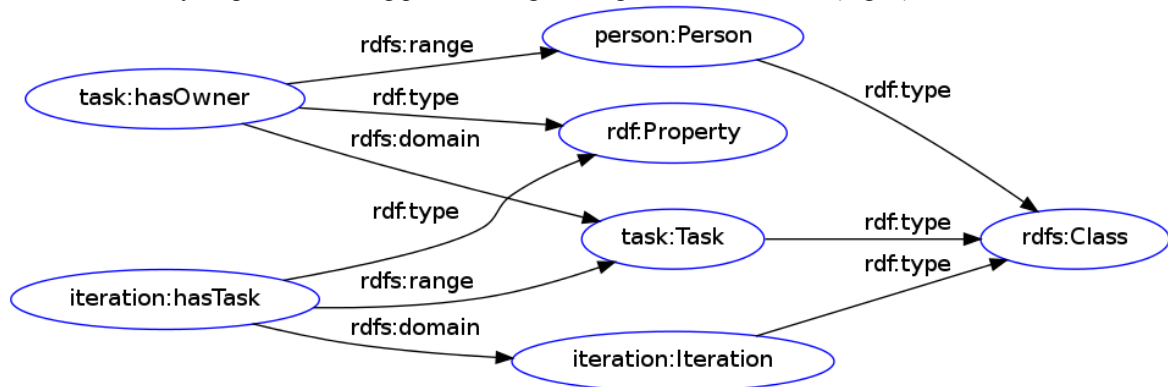 person:Person
rdfs:range
rdf:type
task:hasOwner
rdf:type
rdf:Property
rdfs:domain
rdf:type
task:Task
rdf:type
rdfs:Class
rdf:type
rdfs:range
iteration:hasTask
rdfs:domain
iteration:Iteration